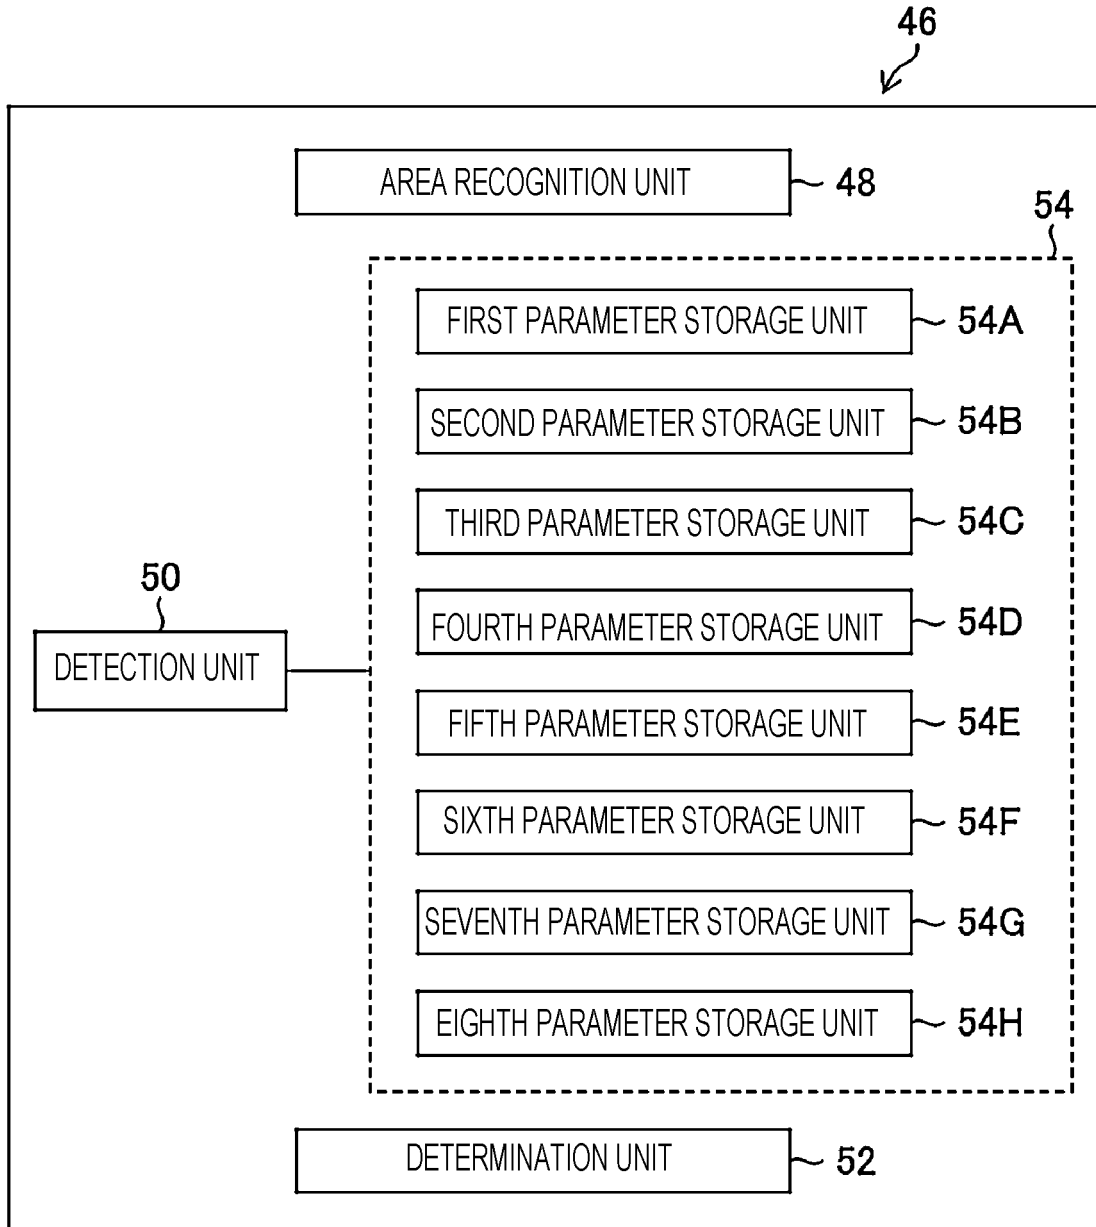 46
AREA RECOGNITION UNIT
48
54
FIRST PARAMETER STORAGE UNIT
54A
SECOND PARAMETER STORAGE UNIT
54B
THIRD PARAMETER STORAGE UNIT
54C
50
DETECTION UNIT
FOURTH PARAMETER STORAGE UNIT
54D
FIFTH PARAMETER STORAGE UNIT
54E
SIXTH PARAMETER STORAGE UNIT
54F
SEVENTH PARAMETER STORAGE UNIT
54G
EIGHTH PARAMETER STORAGE UNIT
54H
DETERMINATION UNIT
52